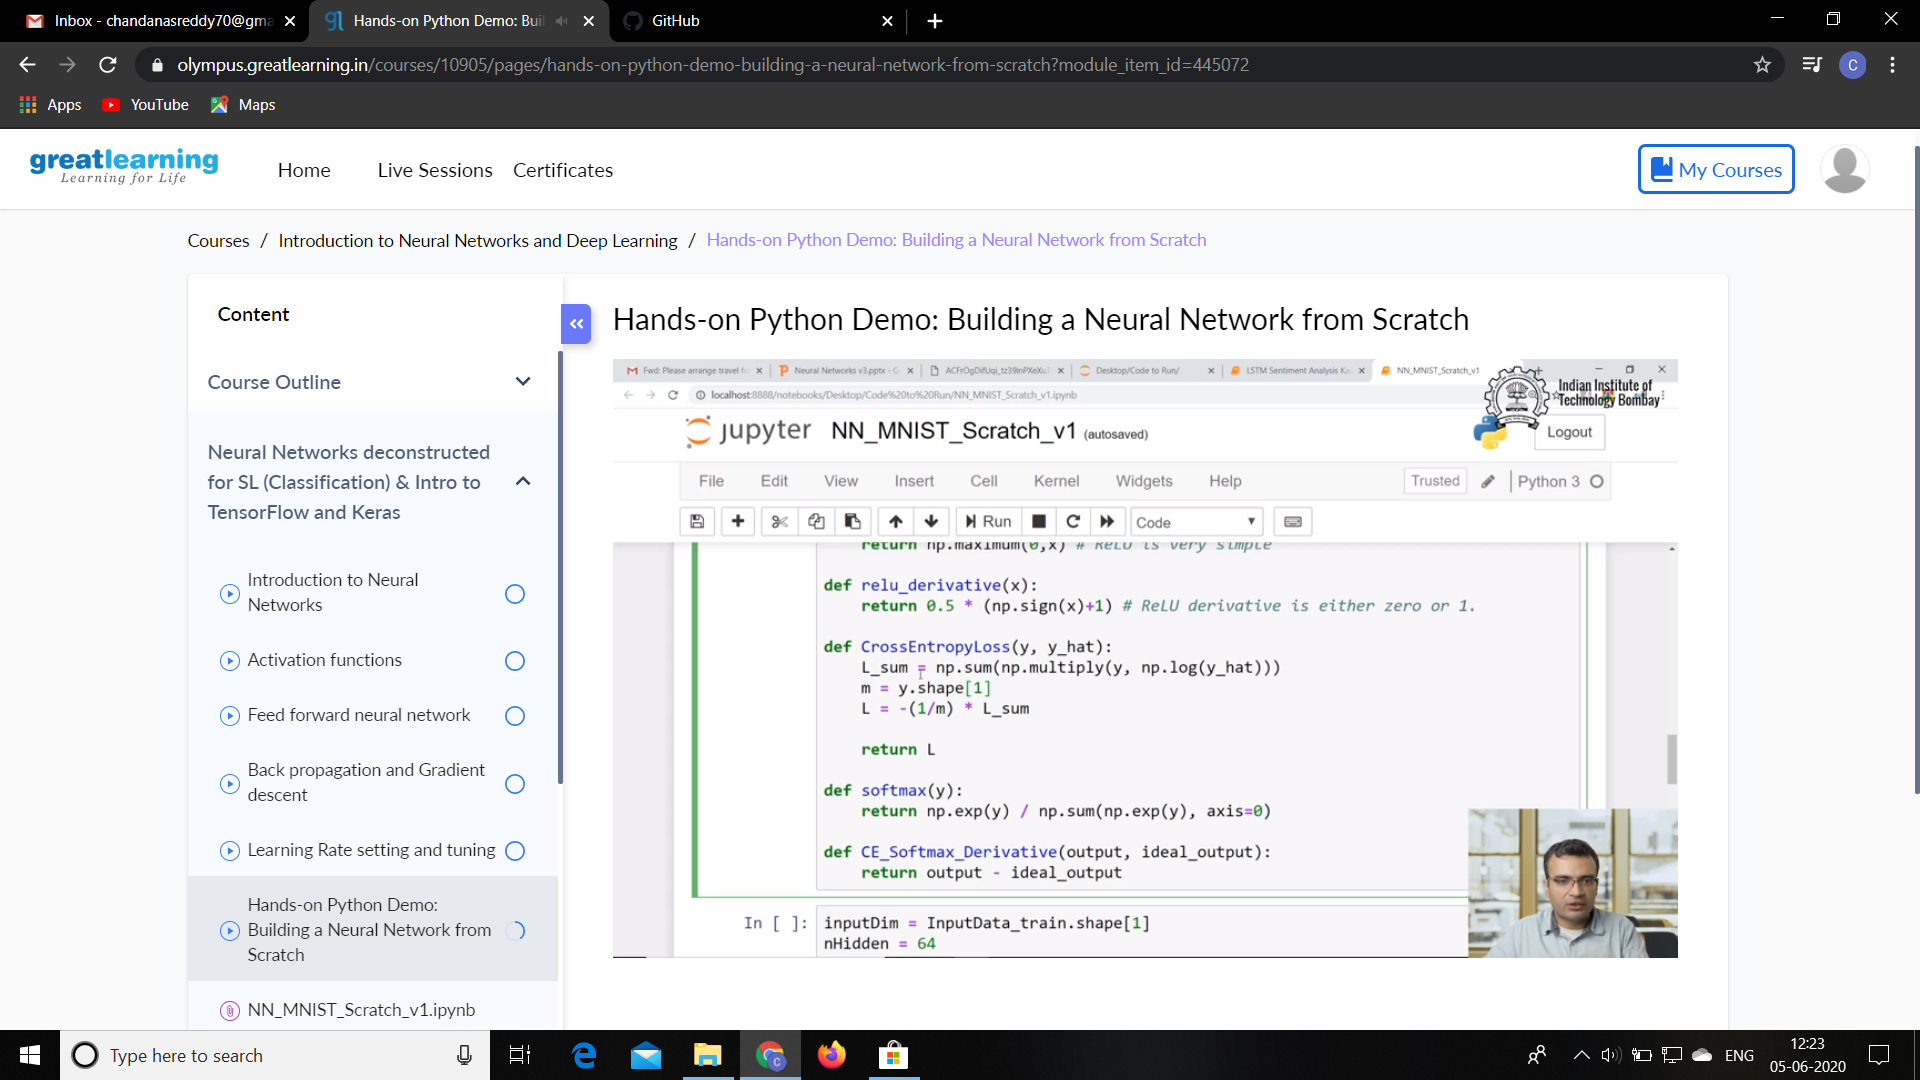 Inbox - chandanasreddy70@gma
Hands-on Python Demo: Buil
GitHub
olympus.greatlearning.in/courses/10905/pages/hands-on-python-demo-building-a-neural-network-from-scratch?module_item_id=445072
C
Apps
YouTube
Maps
greatlearning
Learning for Life
Home
Live Sessions
Certificates
My Courses
Courses / Introduction to Neural Networks and Deep Learning / Hands-on Python Demo: Building a Neural Network from Scratch
Content
Course Outline
Neural Networks deconstructed
for SL (Classification) & Intro to
TensorFlow and Keras
Introduction to Neural
Networks
Activation functions
Feed forward neural network
Back propagation and Gradient
descent
Learning Rate setting and tuning
Hands-on Python Demo:
Building a Neural Network from
Scratch
NN_MNIST_Scratch_v1.ipynb
Hands-on Python Demo: Building a Neural Network from Scratch
Fwd: Please arrange travel fo
Neural Networks v3.pptx - G
Desktop/Code to Run/
LSTM Sentiment Analysis Ka
NN_MNIST_Scratch_v1
localhost:8888/notebooks/Desktop/Code%20to%20Run/NN_MNIST_Scratch_v1.ipynb
Indian Institute of
Technology Bombay
jupyter NN_MNIST_Scratch_v1 (autosaved)
Logout
File Edit View Insert Cell Kernel Widgets Help
Trusted
Python 3
Run
Code
return np.maximum(0,x) # ReLU is very simple
def relu_derivative(x):
return 0.5 * (np.sign(x)+1) # ReLU derivative is either zero or 1.
def CrossEntropyLoss(y, y_hat):
L_sum = np.sum(np.multiply(y, np.log(y_hat)))
m = y.shape[1]
L = -(1/m) * L_sum
return L
def softmax(y):
return np.exp(y) / np.sum(np.exp(y), axis=0)
def CE_Softmax_Derivative(output, ideal_output):
return output - ideal_output
In [ ]:
inputDim = InputData_train.shape[1]
nHidden = 64
Type here to search
ENG
12:23
05-06-2020